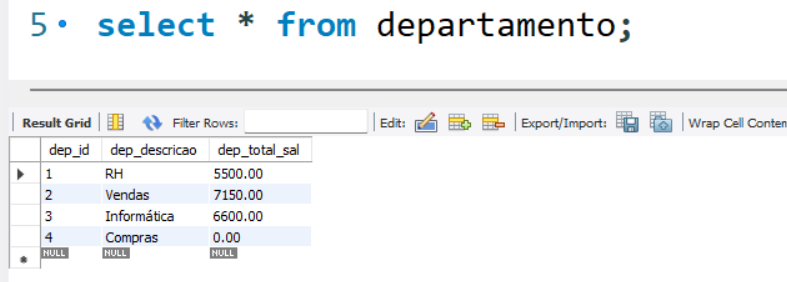 5 select * from departamento;
Result Grid Filter Rows: Edit: Export/Import: Wrap Cell Conten
dep_id dep_descricao dep_total_sal
1 RH 5500.00
2 Vendas 7150.00
3 Informática 6600.00
4 Compras 0.00
NULL NULL NULL